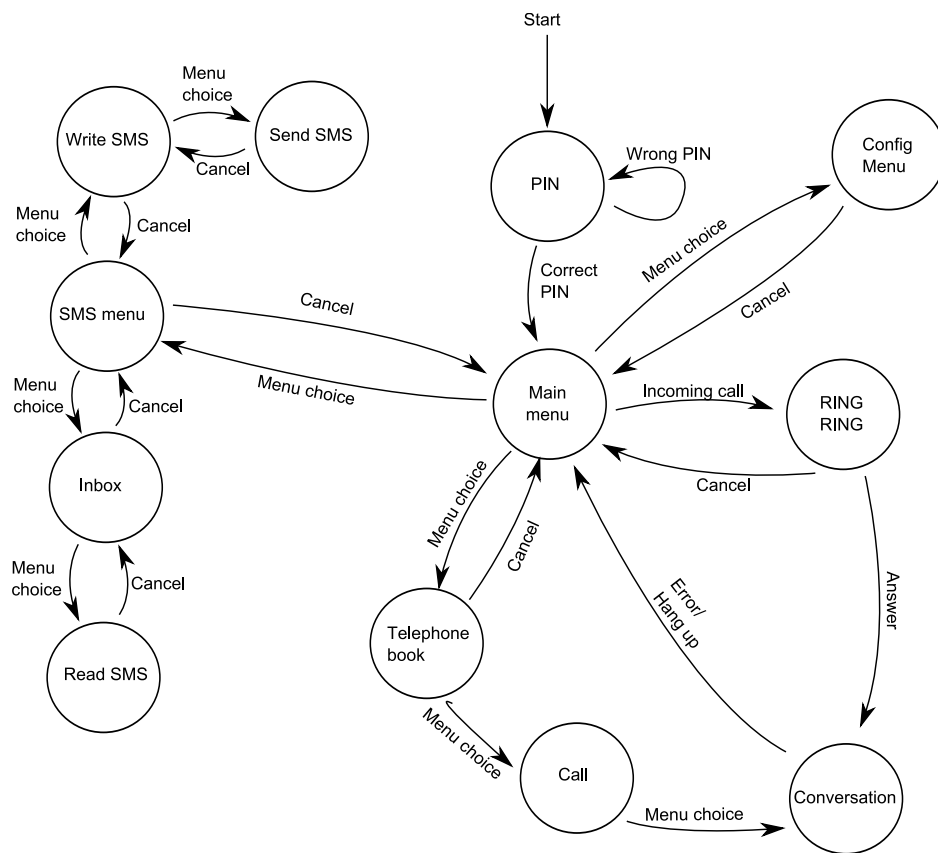 Start
Menu
choice
Write SMS
Send SMS
Cancel
Wrong PIN
PIN
Config
Menu
Menu
choice
Cancel
Menu choice
Correct
PIN
Cancel
SMS menu
Cancel
Menu choice
Main
menu
Incoming call
RING
RING
Cancel
Menu
choice
Cancel
Inbox
Menu choice
Cancel
Menu
choice
Cancel
Error/
Hang up
Answer
Telephone
book
Read SMS
Menu choice
Call
Menu choice
Conversation